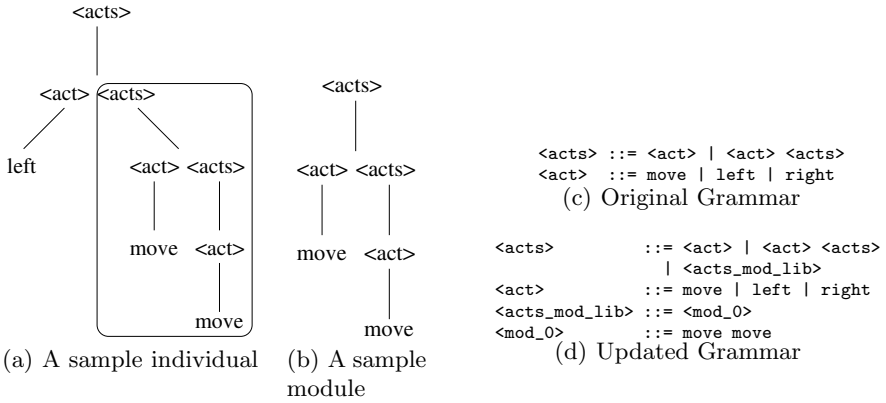 <acts>
<act> <acts>
left
<act> <acts>
move <act>
move
(a) A sample individual
<acts>
<act> <acts>
move <act>
move
(b) A sample
module
<acts> ::= <act> | <act> <acts>
<act> ::= move | left | right
(c) Original Grammar
<acts> ::= <act> | <act> <acts>
| <acts_mod_lib>
<act> ::= move | left | right
<acts_mod_lib> ::= <mod_0>
<mod_0> ::= move move
(d) Updated Grammar